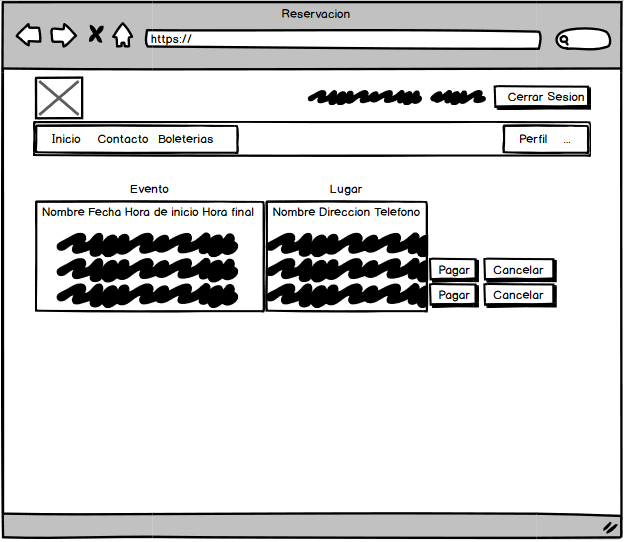 Reservacion
https://
Cerrar Sesion
Inicio Contacto Boleterias Perfil ...
Evento Lugar
Nombre Fecha Hora de inicio Hora final Nombre Direccion Telefono
Pagar Cancelar
Pagar Cancelar